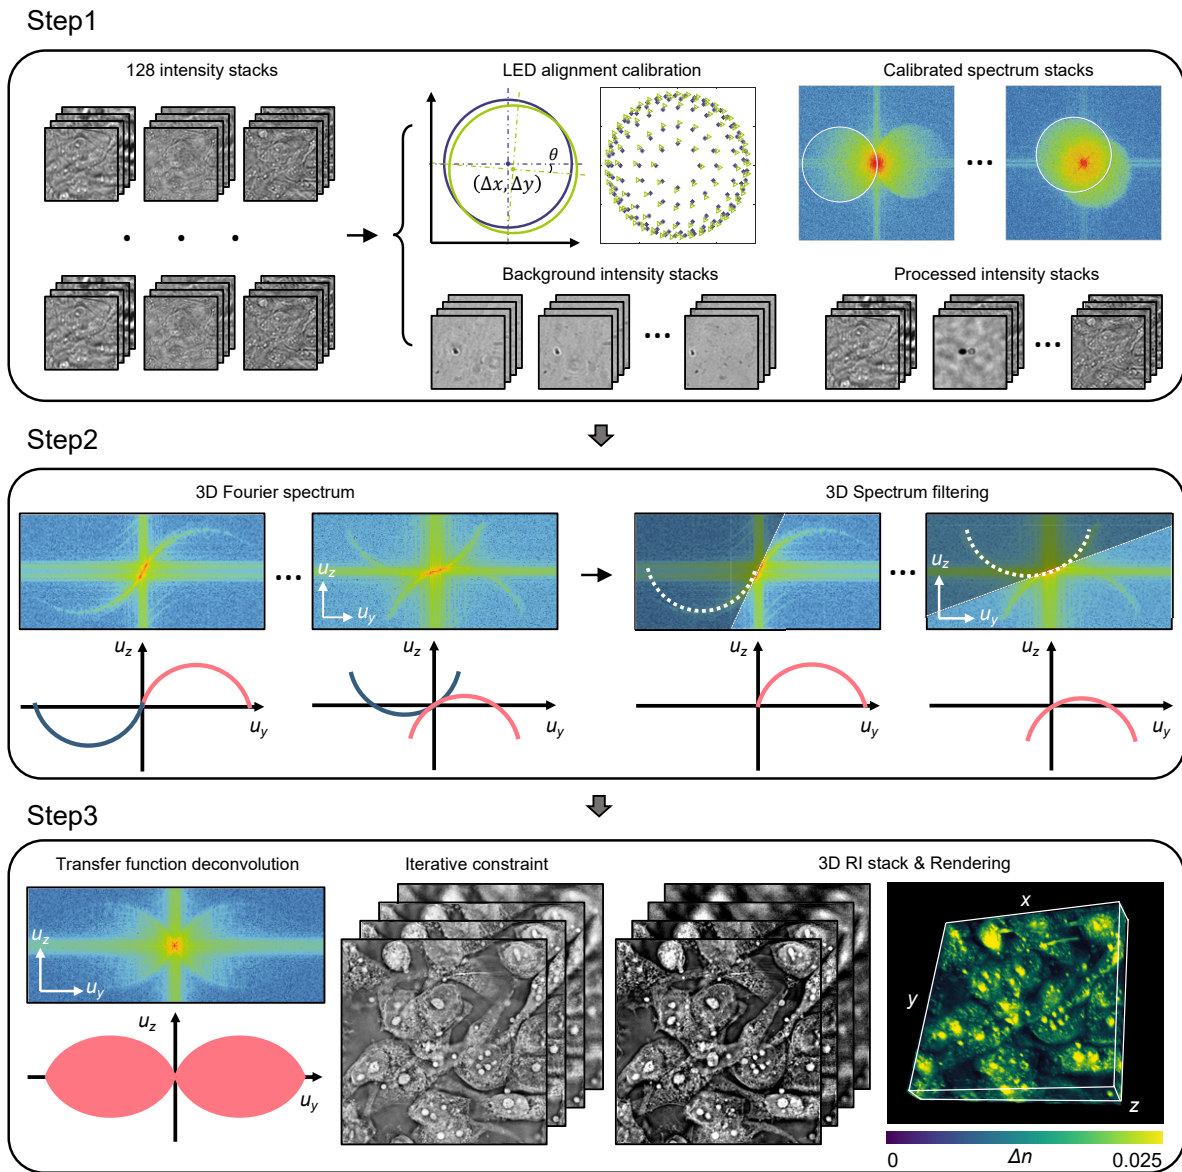 Step1
128 intensity stacks
LED alignment calibration
Calibrated spectrum stacks
θ
(Δx, Δy)
Background intensity stacks
Processed intensity stacks
Step2
3D Fourier spectrum
3D Spectrum filtering
u_z
u_y
u_z
u_y
u_z
u_y
u_z
u_y
u_z
u_y
u_z
u_y
Step3
Transfer function deconvolution
Iterative constraint
3D RI stack & Rendering
u_z
u_y
u_z
u_y
x
y
z
0
Δn
0.025